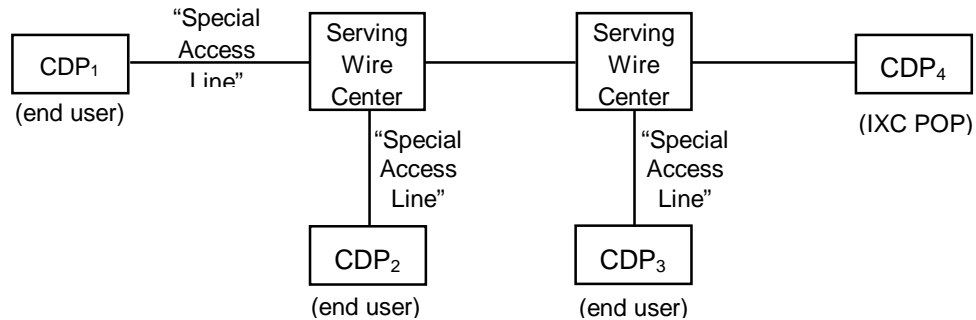 “Special
Access
Line”
CDP₁
(end user)
Serving
Wire
Center
Serving
Wire
Center
CDP₄
(IXC POP)
“Special
Access
Line”
“Special
Access
Line”
CDP₂
(end user)
CDP₃
(end user)